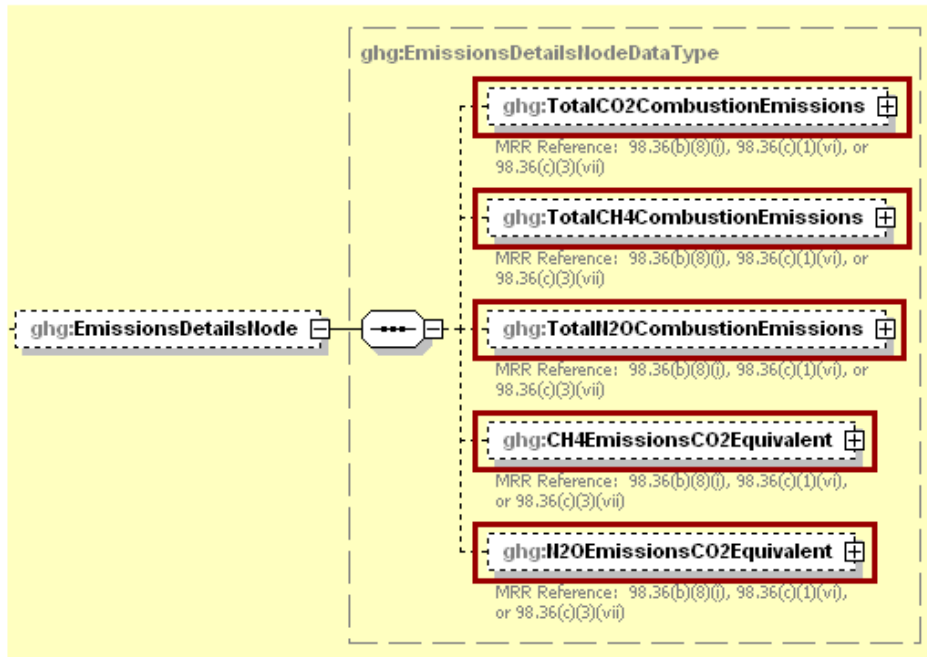 ghg:EmissionsDetailsNodeDataType
ghg:TotalCO2CombustionEmissions
MRR Reference: 98.36(b)(8)(i), 98.36(c)(1)(vi), or
98.36(c)(3)(vii)
ghg:TotalCH4CombustionEmissions
MRR Reference: 98.36(b)(8)(i), 98.36(c)(1)(vi), or
98.36(c)(3)(vii)
ghg:EmissionsDetailsNode
ghg:TotalN2OCombustionEmissions
MRR Reference: 98.36(b)(8)(i), 98.36(c)(1)(vi), or
98.36(c)(3)(vii)
ghg:CH4EmissionsCO2Equivalent
MRR Reference: 98.36(b)(8)(i), 98.36(c)(1)(vi),
or 98.36(c)(3)(vii)
ghg:N2OEmissionsCO2Equivalent
MRR Reference: 98.36(b)(8)(i), 98.36(c)(1)(vi),
or 98.36(c)(3)(vii)